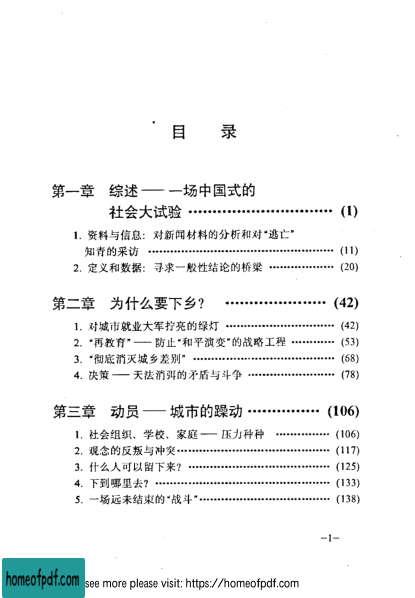 目 录
第一章 综述——一场中国式的
社会大试验 ……………………… (1)
1. 资料与信息：对新闻材料的分析和对“逃亡”
知青的采访 ……………………… (11)
2. 定义和数据：寻求一般性结论的桥梁 ……………… (20)
第二章 为什么要下乡？ ……………… (42)
1. 对城市就业大军拧亮的绿灯 ……………… (42)
2. “再教育”——防止“和平演变”的战略工程 ………… (53)
3. “彻底消灭城乡差别” ……………………… (68)
4. 决策——无法消弭的矛盾与斗争 ……………… (78)
第三章 动员——城市的躁动 …………… (106)
1. 社会组织、学校、家庭——压力种种 ………… (106)
2. 观念的反叛与冲突 ……………………… (117)
3. 什么人可以留下来？ ……………………… (125)
4. 下到哪里去？ ……………………… (133)
5. 一场远未结束的“战斗” ……………………… (138)
—1—
homeofpdf.com
see more please visit: https://homeofpdf.com